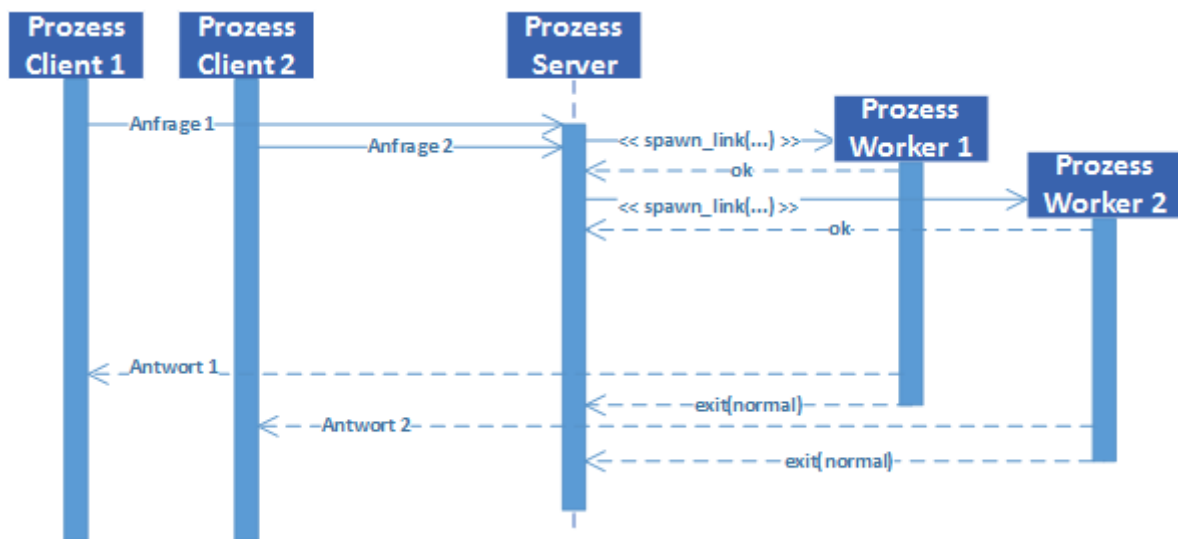 Prozess
Client 1
Prozess
Client 2
Prozess
Server
Prozess
Worker 1
Prozess
Worker 2
Anfrage 1
Anfrage 2
<< spawn_link(...) >>
ok
<< spawn_link(...) >>
ok
Antwort 1
exit(normal)
Antwort 2
exit(normal)